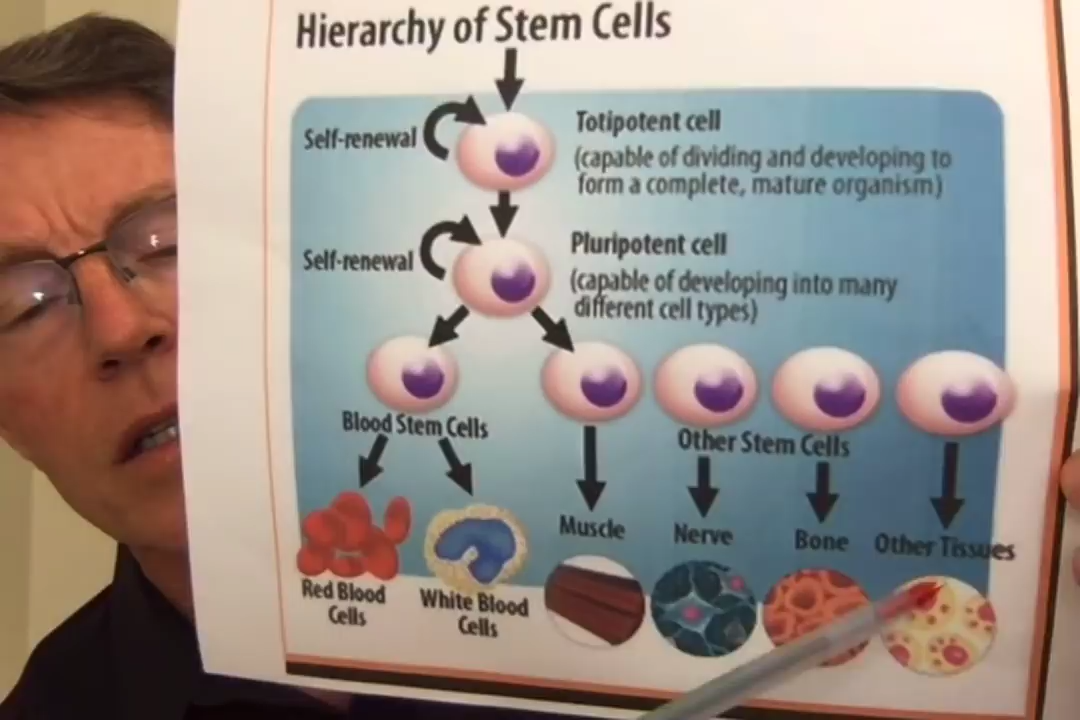 Hierarchy of Stem Cells
Self-renewal
Totipotent cell
(capable of dividing and developing to
form a complete, mature organism)
Self-renewal
Pluripotent cell
(capable of developing into many
different cell types)
Blood Stem Cells
Other Stem Cells
Muscle
Nerve
Bone
Other Tissues
Red Blood
Cells
White Blood
Cells